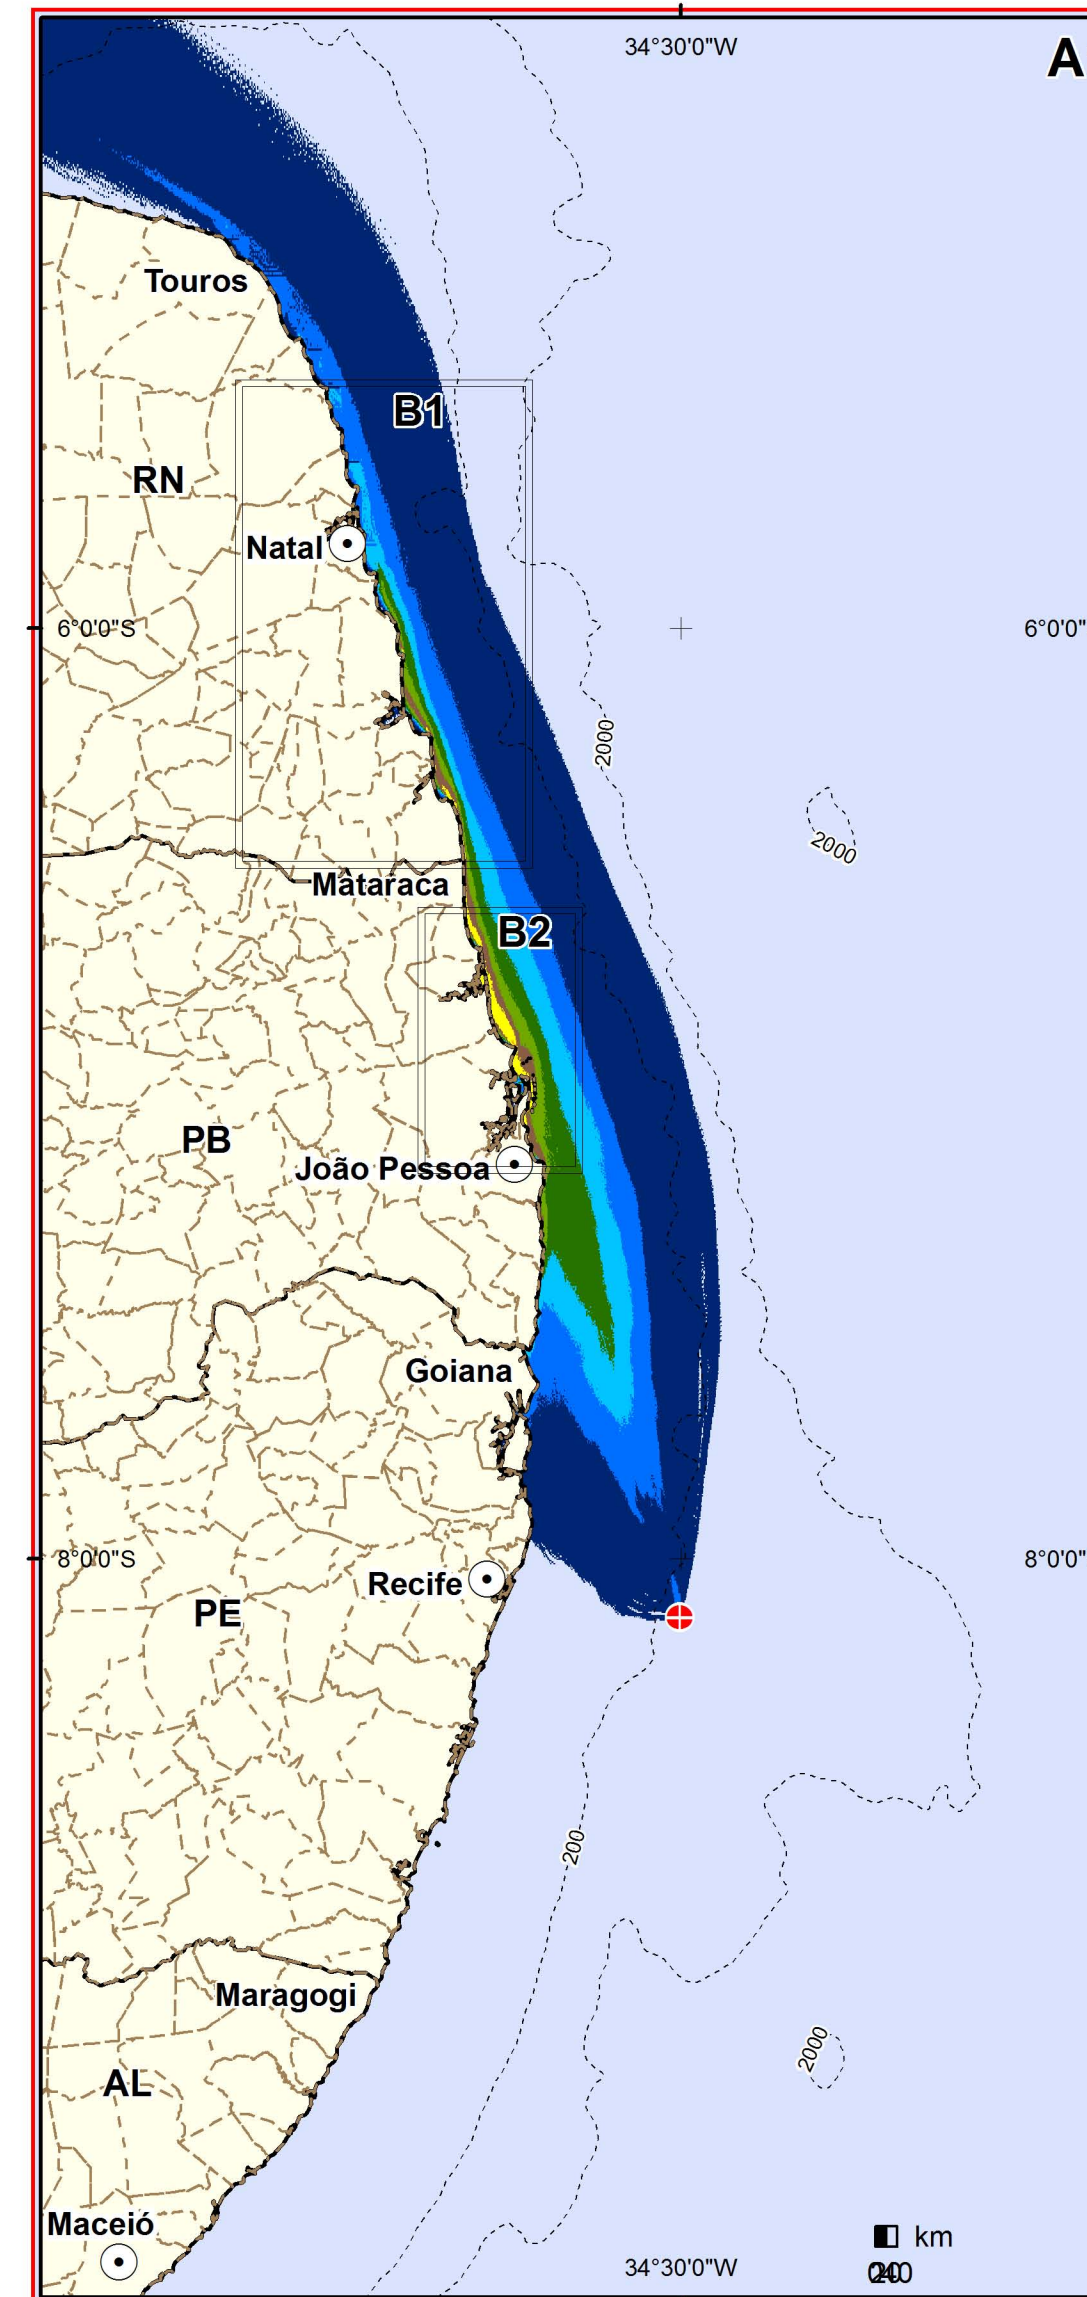 34°30'0"W
A
Touros
B1
RN
Natal
6°0'0"S
6°0'0"
2000
2000
Mataraca
B2
PB
João Pessoa
Goiana
8°0'0"S
8°0'0"
Recife
PE
200
Maragogi
2000
AL
Maceió
km
34°30'0"W